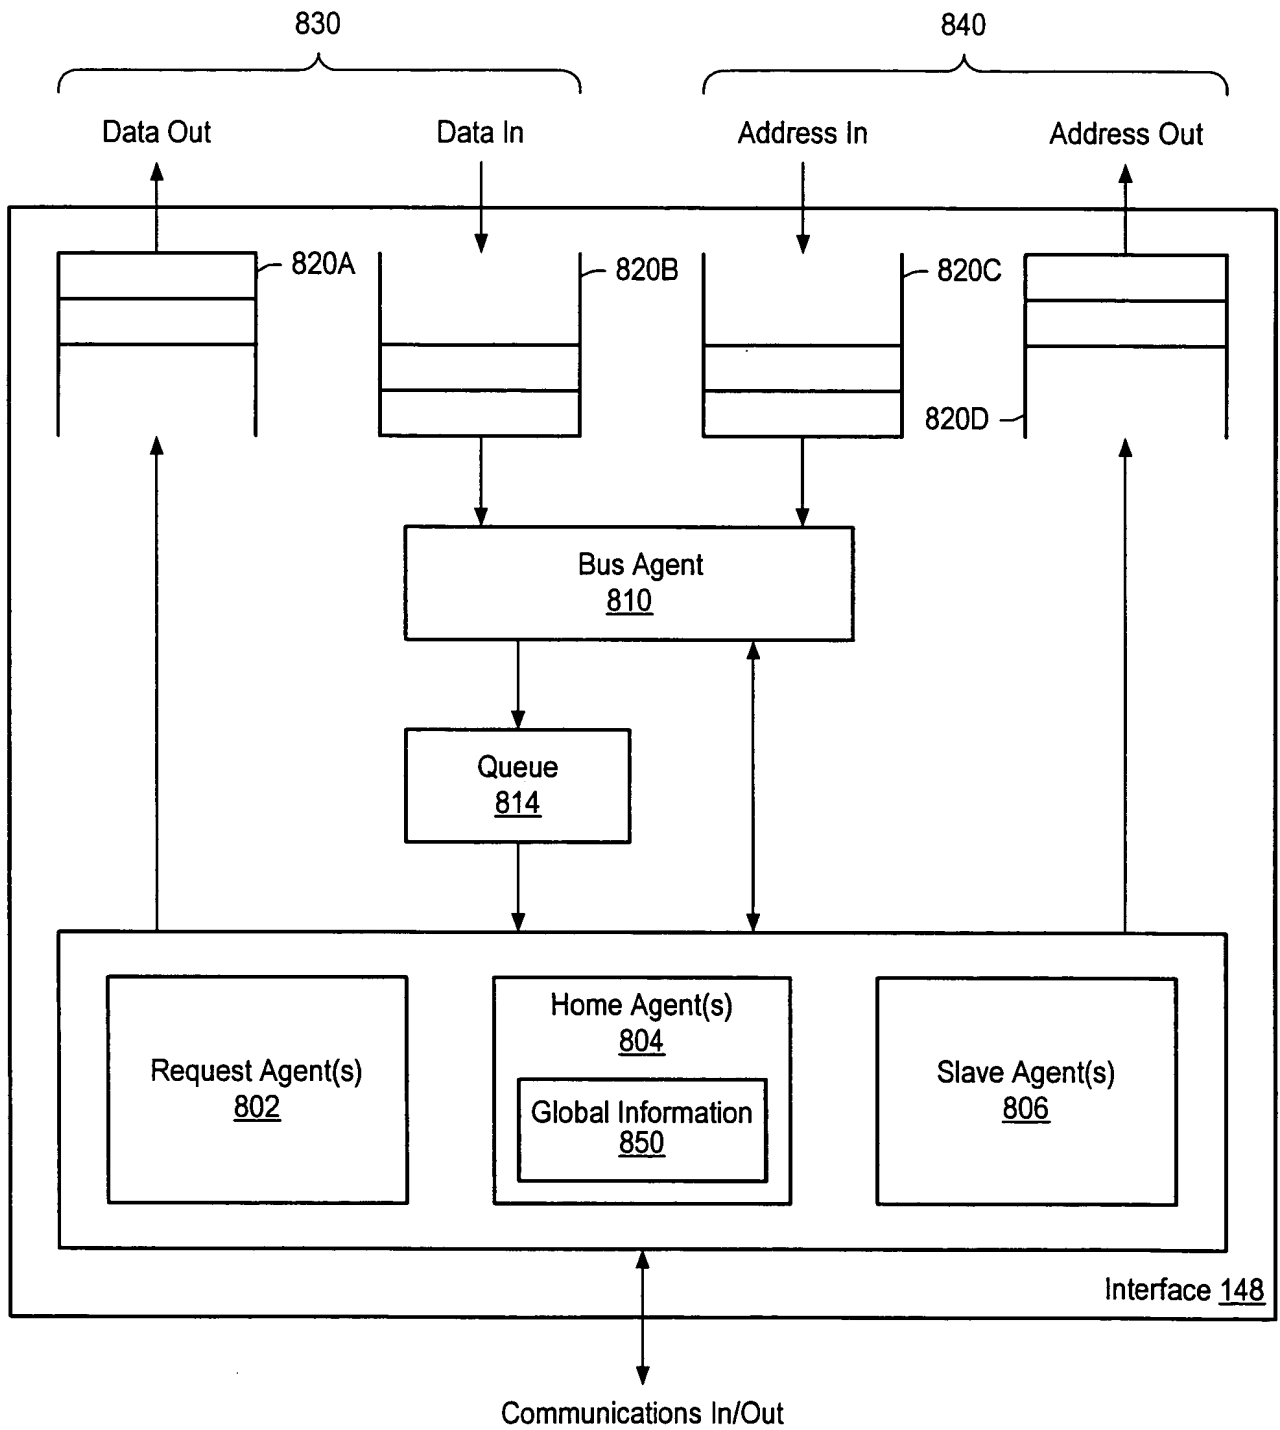 830
840
Data Out
Data In
Address In
Address Out
820A
820B
820C
820D
Bus Agent
810
Queue
814
Home Agent(s)
804
Request Agent(s)
802
Global Information
850
Slave Agent(s)
806
Interface 148
Communications In/Out